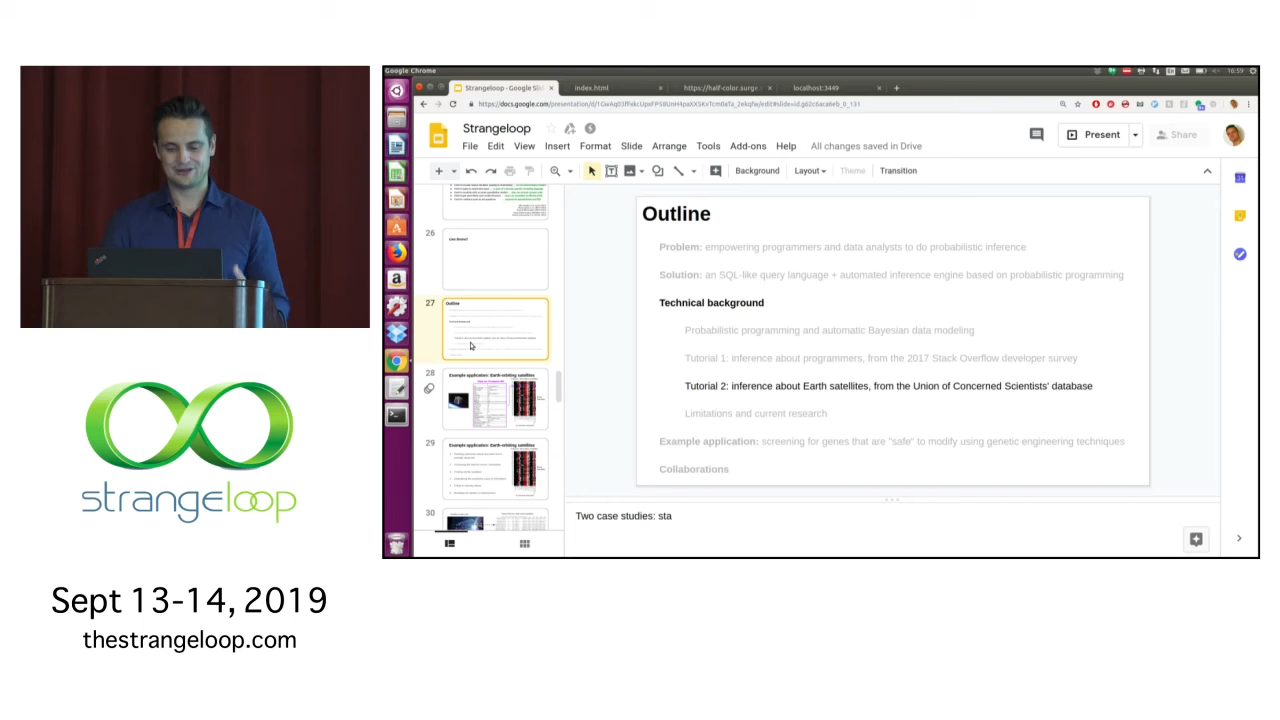 Google Chrome
16:59
Strangeloop - Google Slid
index.html
https://half-color.surge.s
localhost:3449
Strangeloop
File Edit View Insert Format Slide Arrange Tools Add-ons Help All changes saved in Drive
Present
Share
Background Layout Theme Transition
26
Live Demo!
27
Outline
28
Example application: Earth-orbiting satellites
29
Example application: Earth-orbiting satellites
30
Outline
Problem: empowering programmers and data analysts to do probabilistic inference
Solution: an SQL-like query language + automated inference engine based on probabilistic programming
Technical background
Probabilistic programming and automatic Bayesian data modeling
Tutorial 1: inference about programmers, from the 2017 Stack Overflow developer survey
Tutorial 2: inference about Earth satellites, from the Union of Concerned Scientists' database
Limitations and current research
Example application: screening for genes that are "safe" to modify using genetic engineering techniques
Collaborations
Two case studies: sta
strangeloop
Sept 13-14, 2019
thestrangeloop.com